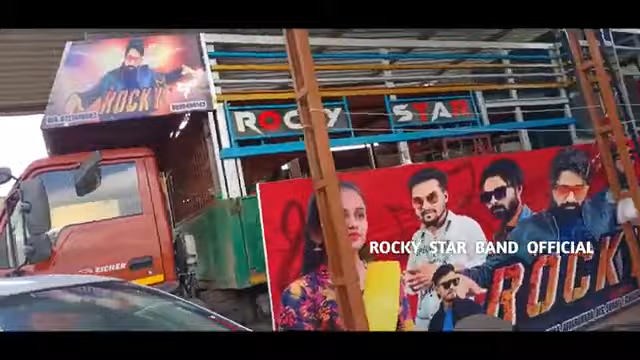 ROCKY
ROCKY STAR
EICHER
ROCKY STAR BAND OFFICIAL
ROCKY